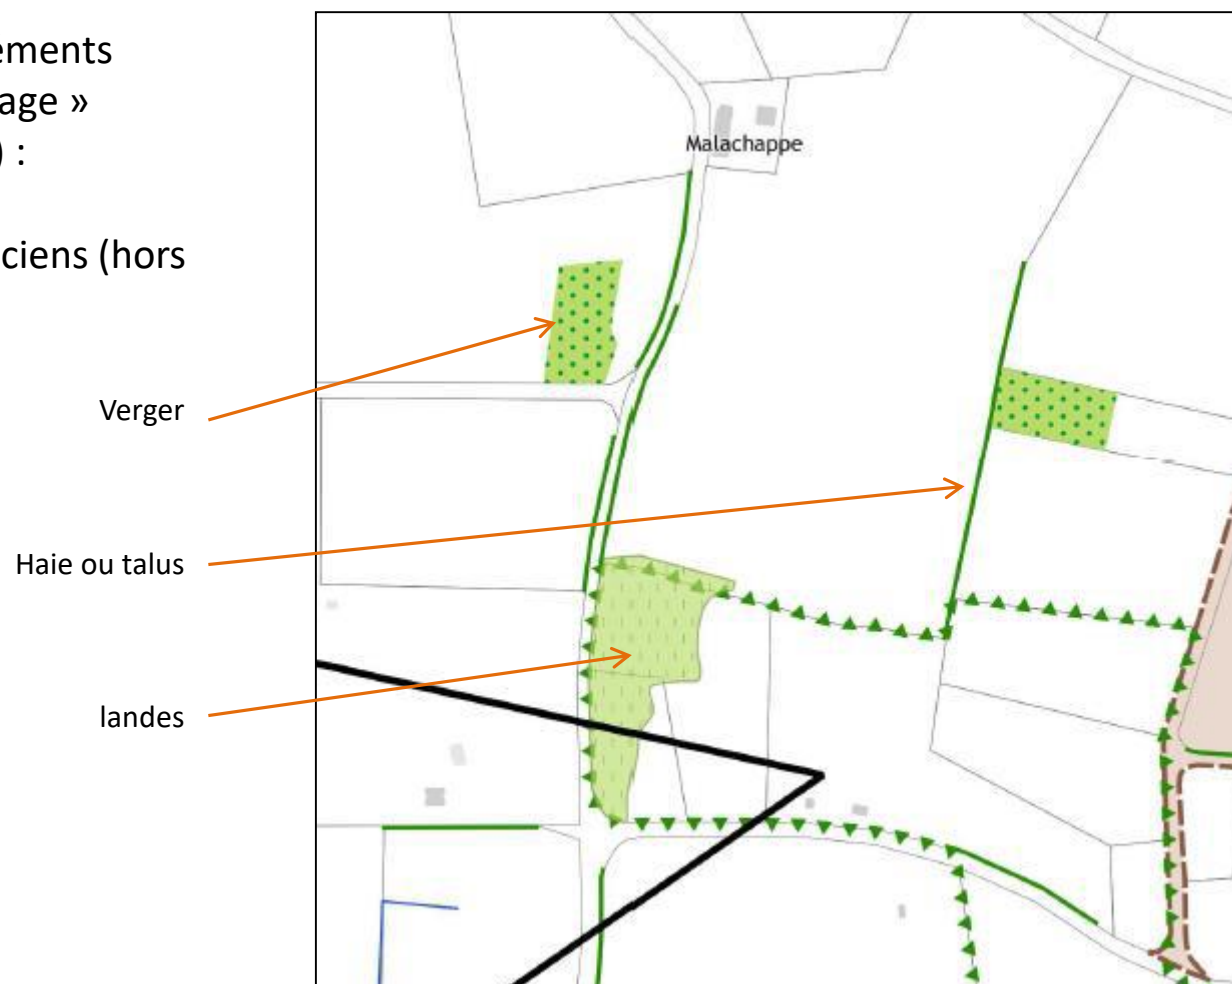 ements
age »
) :
ciens (hors
Malachappe
Verger
Haie ou talus
landes